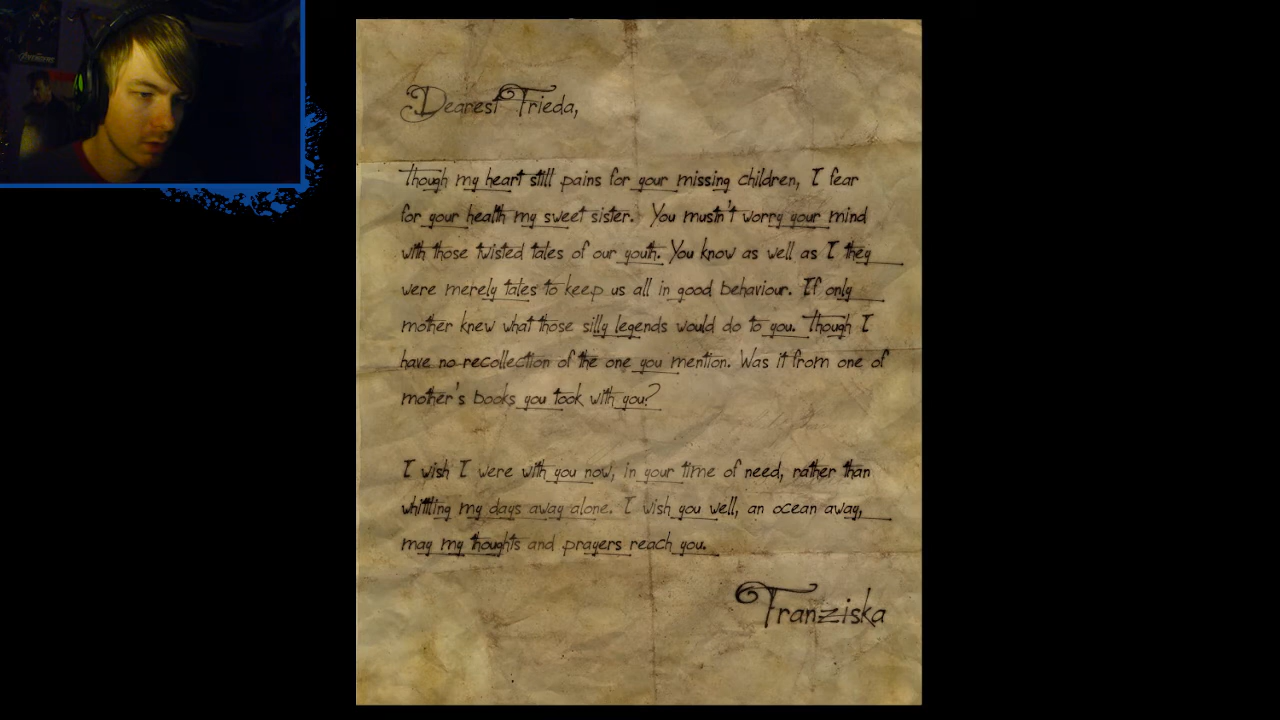 Dearest Frieda,
Though my heart still pains for your missing children, I fear
for your health my sweet sister. You mustn't worry your mind
with those twisted tales of our youth. You know as well as I they
were merely tales to keep us all in good behaviour. If only
mother knew what those silly legends would do to you. Though I
have no recollection of the one you mention. Was it from one of
mother's books you took with you?
I wish I were with you now, in your time of need, rather than
whittling my days away alone. I wish you well, an ocean away,
may my thoughts and prayers reach you.
Franziska